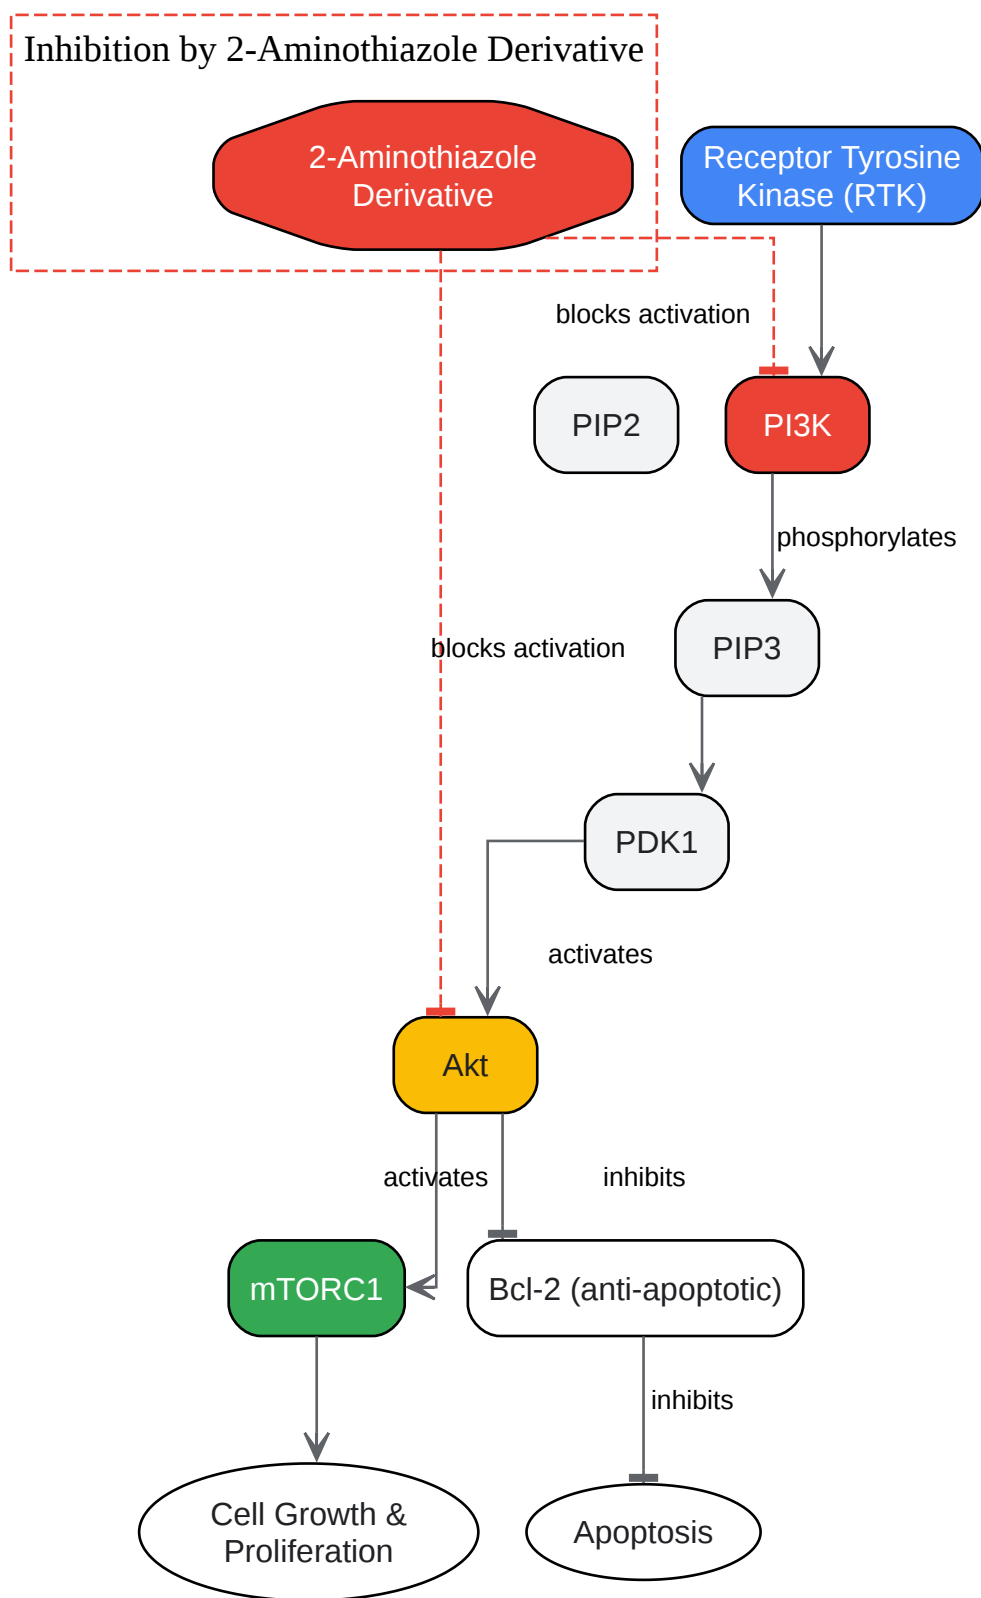 Inhibition by 2-Aminothiazole Derivative
2-Aminothiazole
Derivative
Receptor Tyrosine
Kinase (RTK)
blocks activation
PIP2
PI3K
phosphorylates
PIP3
blocks activation
PDK1
activates
Akt
activates
inhibits
mTORC1
Bcl-2 (anti-apoptotic)
inhibits
Cell Growth &
Proliferation
Apoptosis